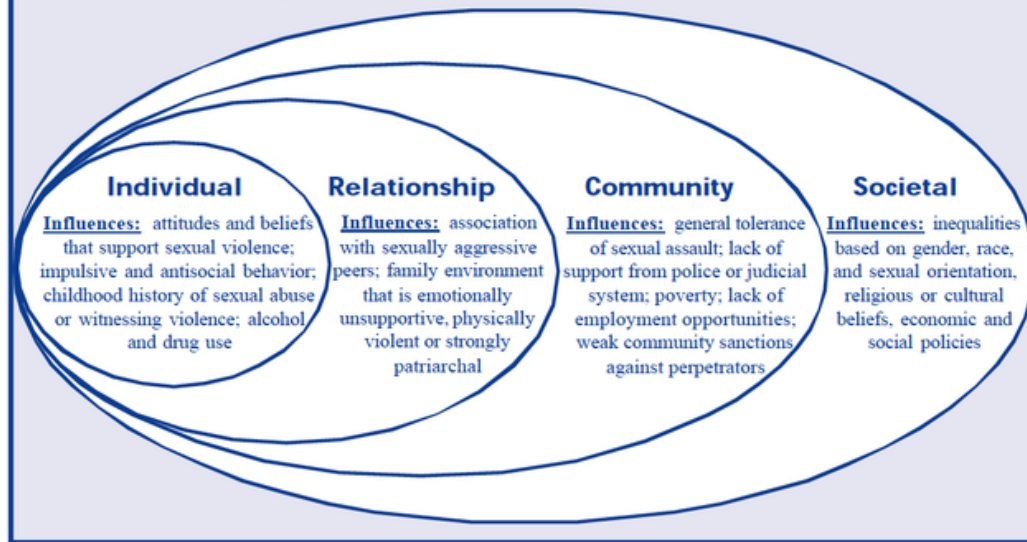 Individual
Influences: attitudes and beliefs
that support sexual violence;
impulsive and antisocial behavior;
childhood history of sexual abuse
or witnessing violence; alcohol
and drug use
Relationship
Influences: association
with sexually aggressive
peers; family environment
that is emotionally
unsupportive, physically
violent or strongly
patriarchal
Community
Influences: general tolerance
of sexual assault; lack of
support from police or judicial
system; poverty; lack of
employment opportunities;
weak community sanctions
against perpetrators
Societal
Influences: inequalities
based on gender, race,
and sexual orientation,
religious or cultural
beliefs, economic and
social policies